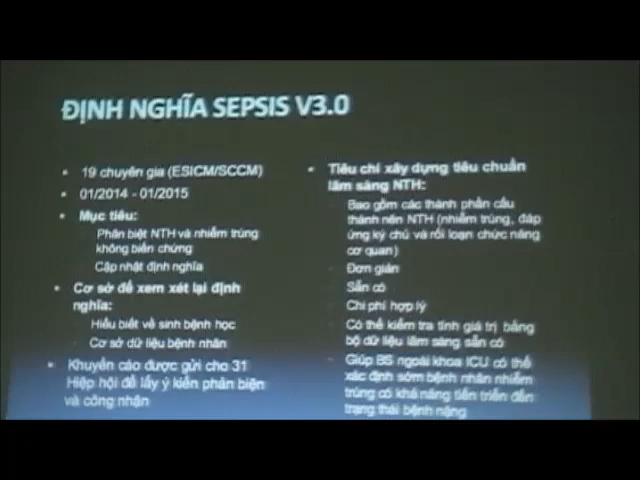 ĐỊNH NGHĨA SEPSIS V3.0
• 19 chuyên gia (ESICM/SCCM)
• 01/2014 - 01/2015
• Mục tiêu:
Phân biệt NTH và nhiễm trùng
không biến chứng
Cập nhật định nghĩa
• Cơ sở để xem xét lại định
nghĩa:
Hiểu biết về sinh bệnh học
Cơ sở dữ liệu bệnh nhân
• Khuyến cáo được gửi cho 31
Hiệp hội để lấy ý kiến phản biện
và công nhận
• Tiêu chí xây dựng tiêu chuẩn
lâm sàng NTH:
Bao gồm các thành phần cấu
thành nên NTH (nhiễm trùng, đáp
ứng ký chủ và rối loạn chức năng
cơ quan)
Đơn giản
Sẵn có
Chi phí hợp lý
Có thể kiểm tra tính giá trị bằng
bộ dữ liệu lâm sàng sẵn có
Giúp BS ngoài khoa ICU có thể
xác định sớm bệnh nhân nhiễm
trùng có khả năng tiến triển đến
trạng thái bệnh nặng